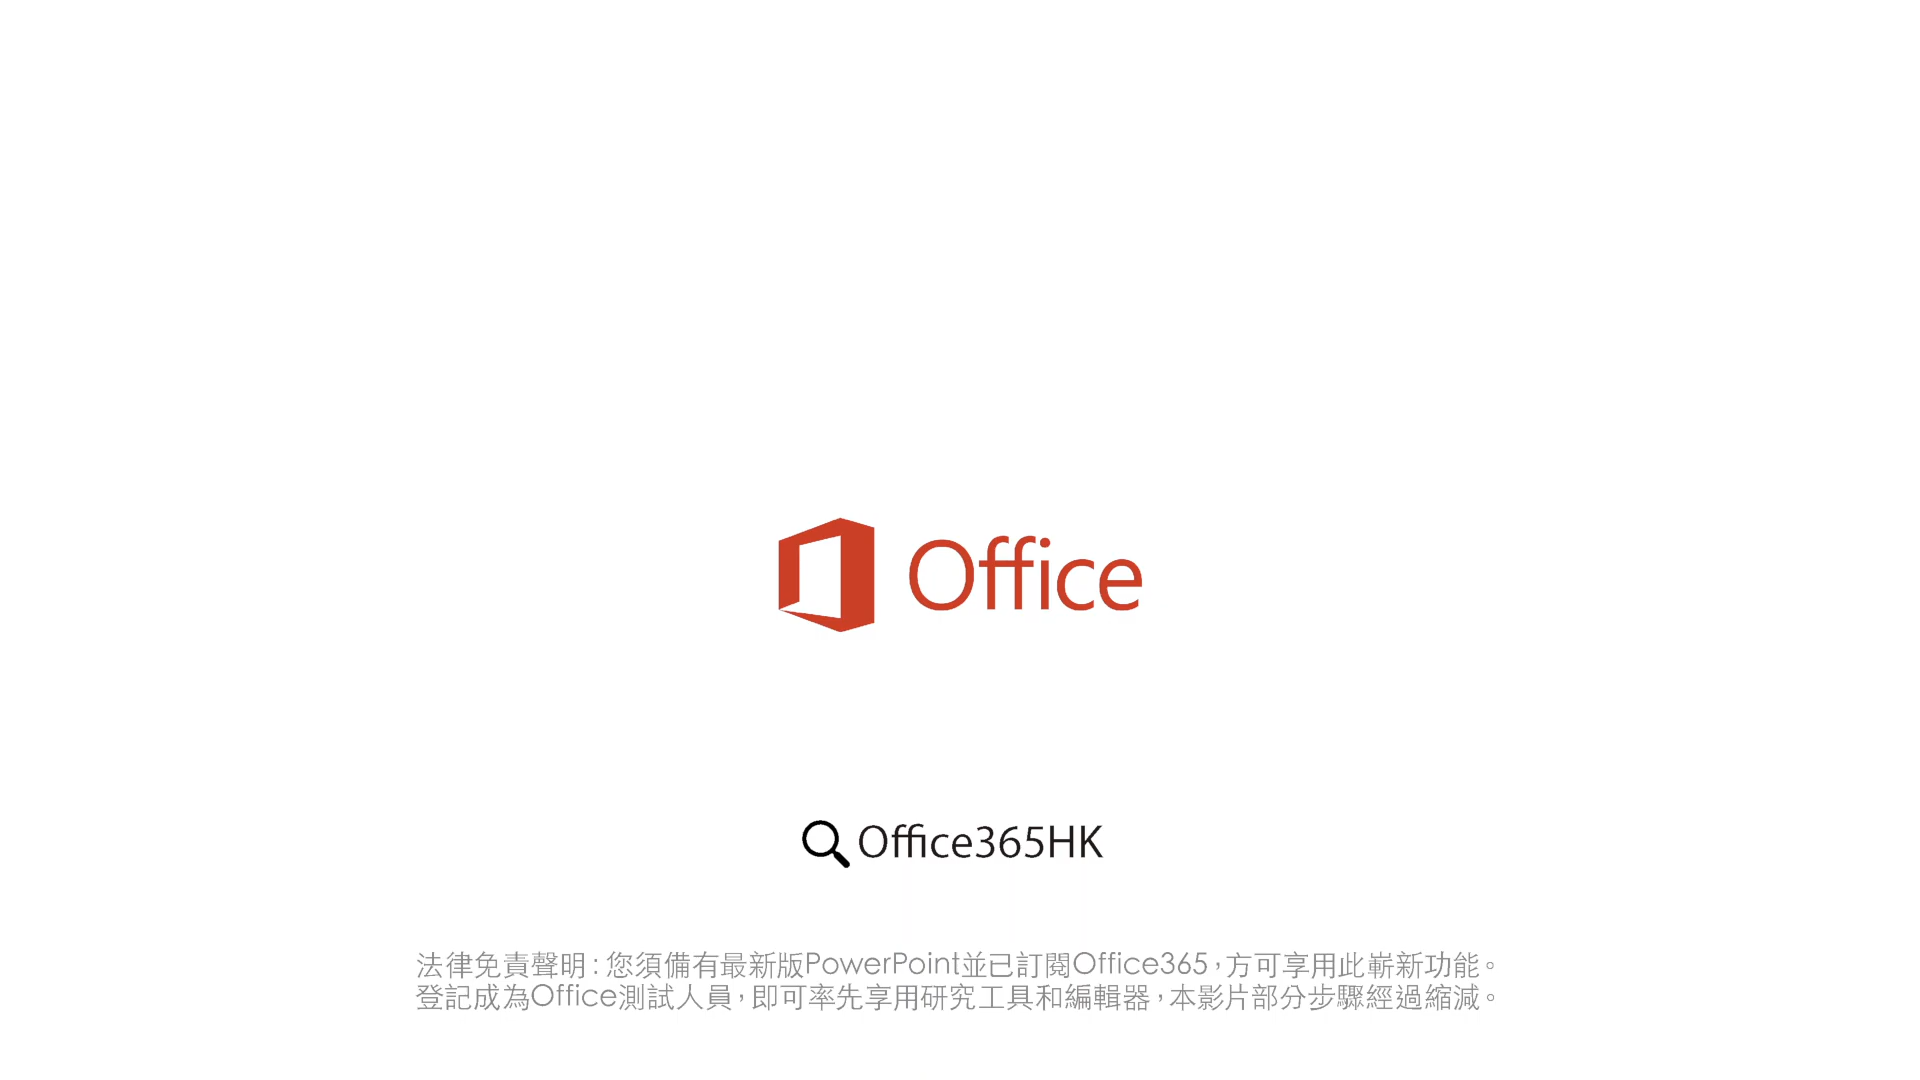 Office
Office365HK
法律免責聲明：您須備有最新版PowerPoint並已訂閱Office365，方可享用此嶄新功能。
登記成為Office測試人員，即可率先享用研究工具和編輯器，本影片部分步驟經過縮減。